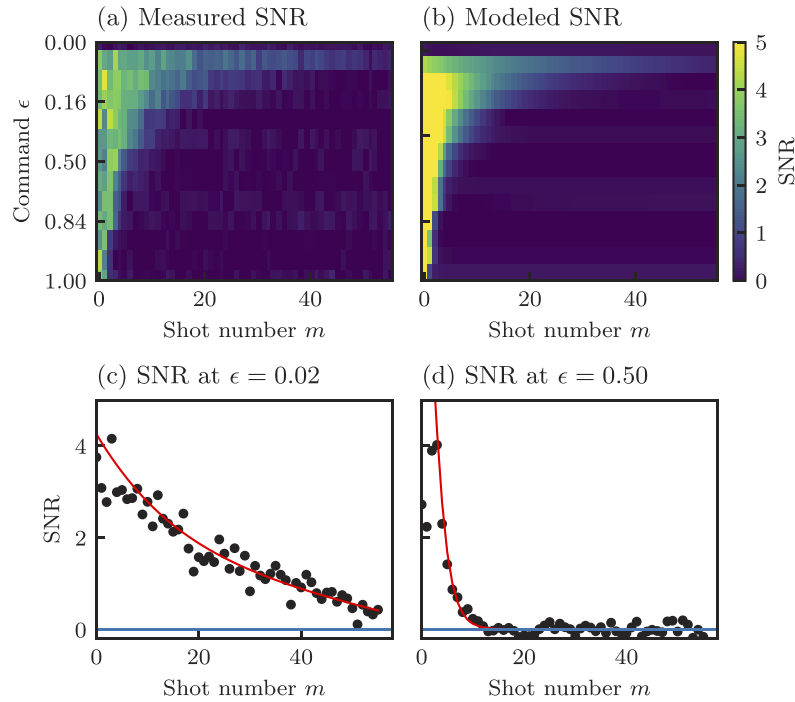 (a) Measured SNR
(b) Modeled SNR
Command ϵ
0.00
0.16
0.50
0.84
1.00
0 20 40
Shot number m
0 20 40
Shot number m
5
4
3
2
1
0
SNR
(c) SNR at ϵ = 0.02
(d) SNR at ϵ = 0.50
SNR
4
2
0
0 20 40
Shot number m
0 20 40
Shot number m